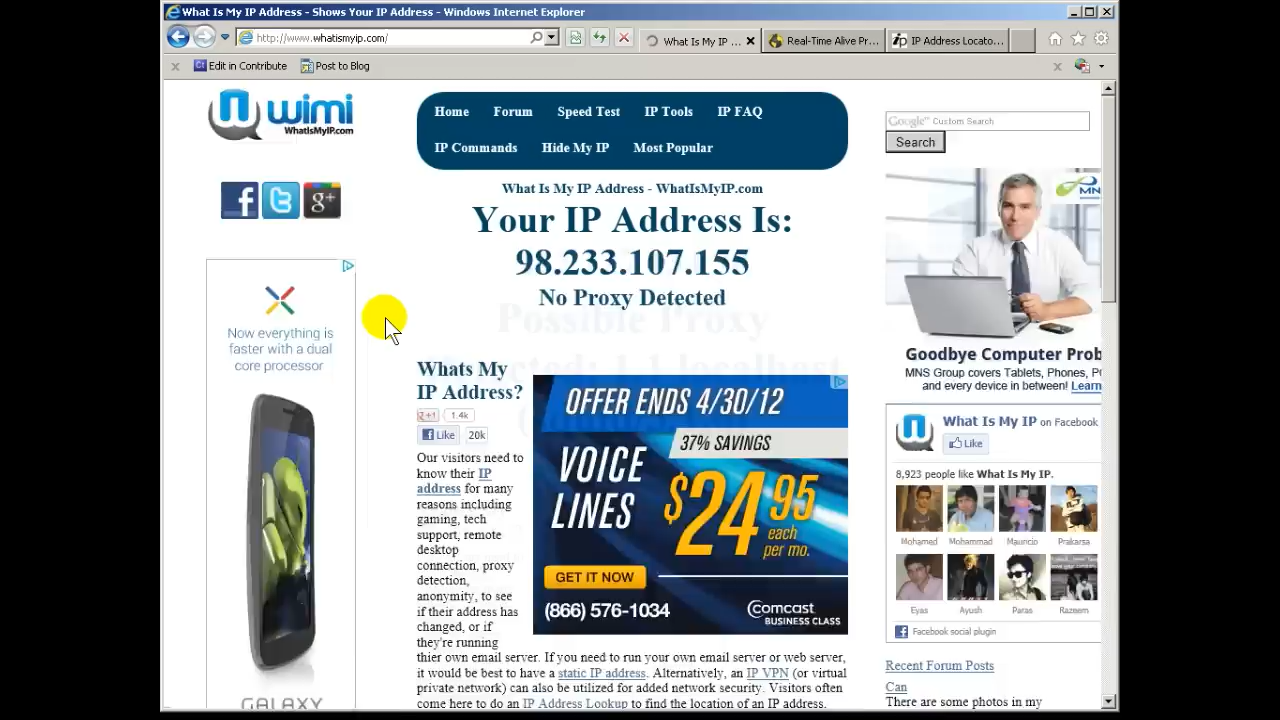 What Is My IP Address - Shows Your IP Address - Windows Internet Explorer
http://www.whatismyip.com/
What Is My IP ...
Real-Time Alive Pr...
IP Address Locato...
Edit in Contribute
Post to Blog
wimi
WhatIsMyIP.com
Home Forum Speed Test IP Tools IP FAQ
IP Commands Hide My IP Most Popular
Google™ Custom Search
Search
What Is My IP Address - WhatIsMyIP.com
Your IP Address Is:
98.233.107.155
No Proxy Detected
Possible Proxy
Now everything is
faster with a dual
core processor
GALAXY
MN
Goodbye Computer Prob
MNS Group covers Tablets, Phones, P
and every device in between! Learn
Whats My
IP Address?
+1 1.4k
Like 20k
Our visitors need to
know their IP
address for many
reasons including
gaming, tech
support, remote
desktop
connection, proxy
detection,
anonymity, to see
if their address has
changed, or if
they're running
thier own email server. If you need to run your own email server or web server,
it would be best to have a static IP address. Alternatively, an IP VPN (or virtual
private network) can also be utilized for added network security. Visitors often
come here to do an IP Address Lookup to find the location of an IP address.
OFFER ENDS 4/30/12
37% SAVINGS
VOICE
LINES
$24.95
each
per mo.
GET IT NOW
(866) 576-1034
Comcast
BUSINESS CLASS
What Is My IP on Facebook
Like
8,923 people like What Is My IP.
Mohamed Mohammad Mauricio Prakarsa
Eyas Ayush Paras Razeem
Facebook social plugin
Recent Forum Posts
Can
There are some photos in my